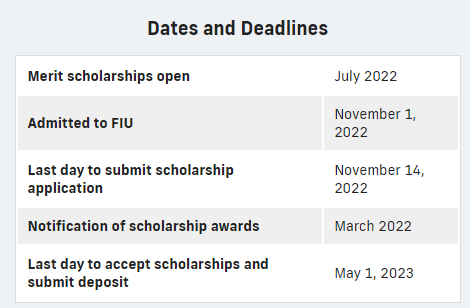 Dates and Deadlines
Merit scholarships open
July 2022
Admitted to FIU
November 1,
2022
Last day to submit scholarship
application
November 14,
2022
Notification of scholarship awards
March 2022
Last day to accept scholarships and
submit deposit
May 1, 2023